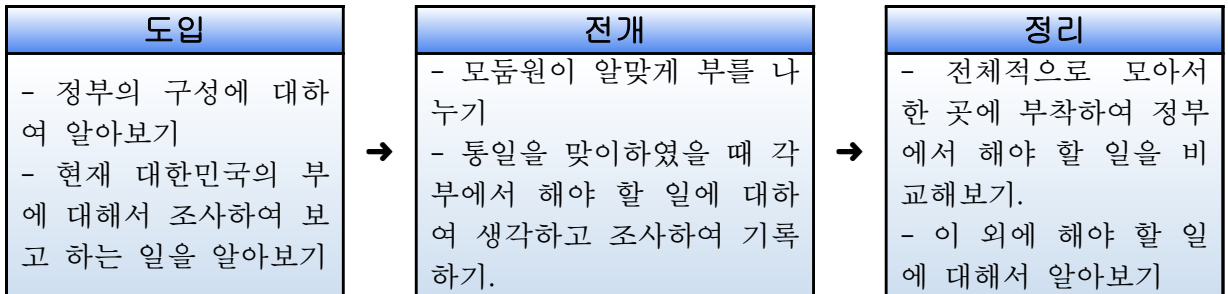 도입
- 정부의 구성에 대하
여 알아보기
- 현재 대한민국의 부
에 대해서 조사하여 보
고 하는 일을 알아보기
➜
전개
- 모둠원이 알맞게 부를 나
누기
- 통일을 맞이하였을 때 각
부에서 해야 할 일에 대하
여 생각하고 조사하여 기록
하기.
➜
정리
- 전체적으로 모아서
한 곳에 부착하여 정부
에서 해야 할 일을 비
교해보기.
- 이 외에 해야 할 일
에 대해서 알아보기